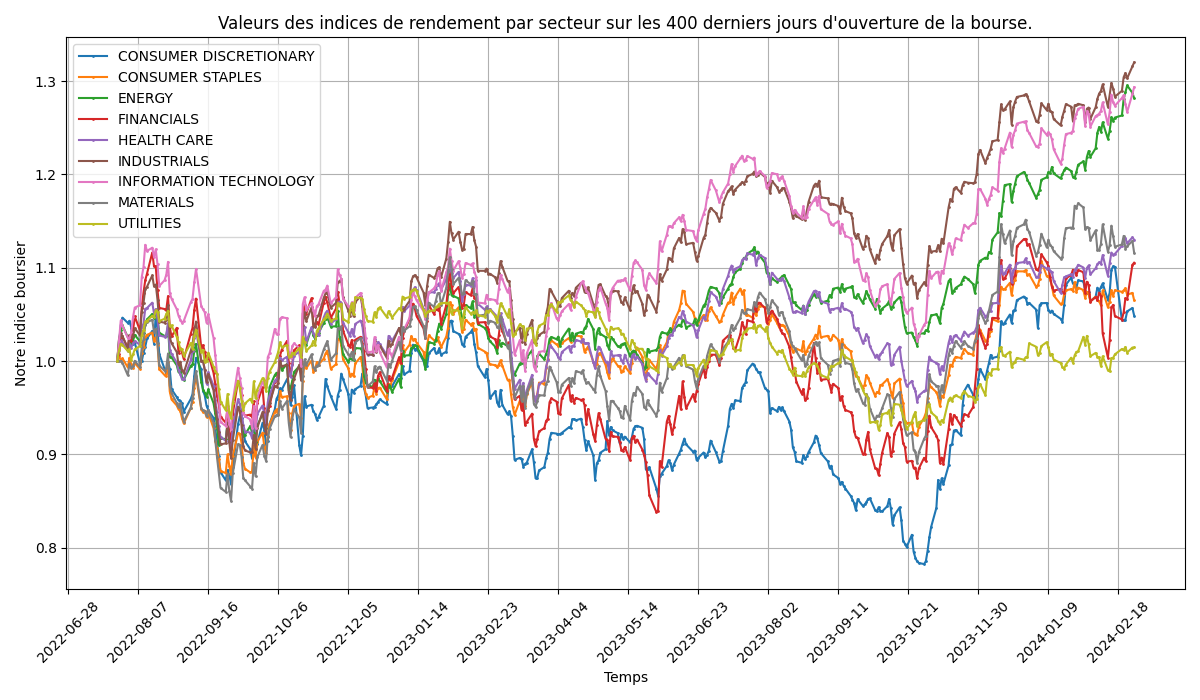 Valeurs des indices de rendement par secteur sur les 400 derniers jours d'ouverture de la bourse.
CONSUMER DISCRETIONARY
CONSUMER STAPLES
ENERGY
FINANCIALS
HEALTH CARE
INDUSTRIALS
INFORMATION TECHNOLOGY
MATERIALS
UTILITIES
Notre indice boursier
1.3
1.2
1.1
1.0
0.9
0.8
2022-06-28
2022-08-07
2022-09-16
2022-10-26
2022-12-05
2023-01-14
2023-02-23
2023-04-04
2023-05-14
2023-06-23
2023-08-02
2023-09-11
2023-10-21
2023-11-30
2024-01-09
2024-02-18
Temps